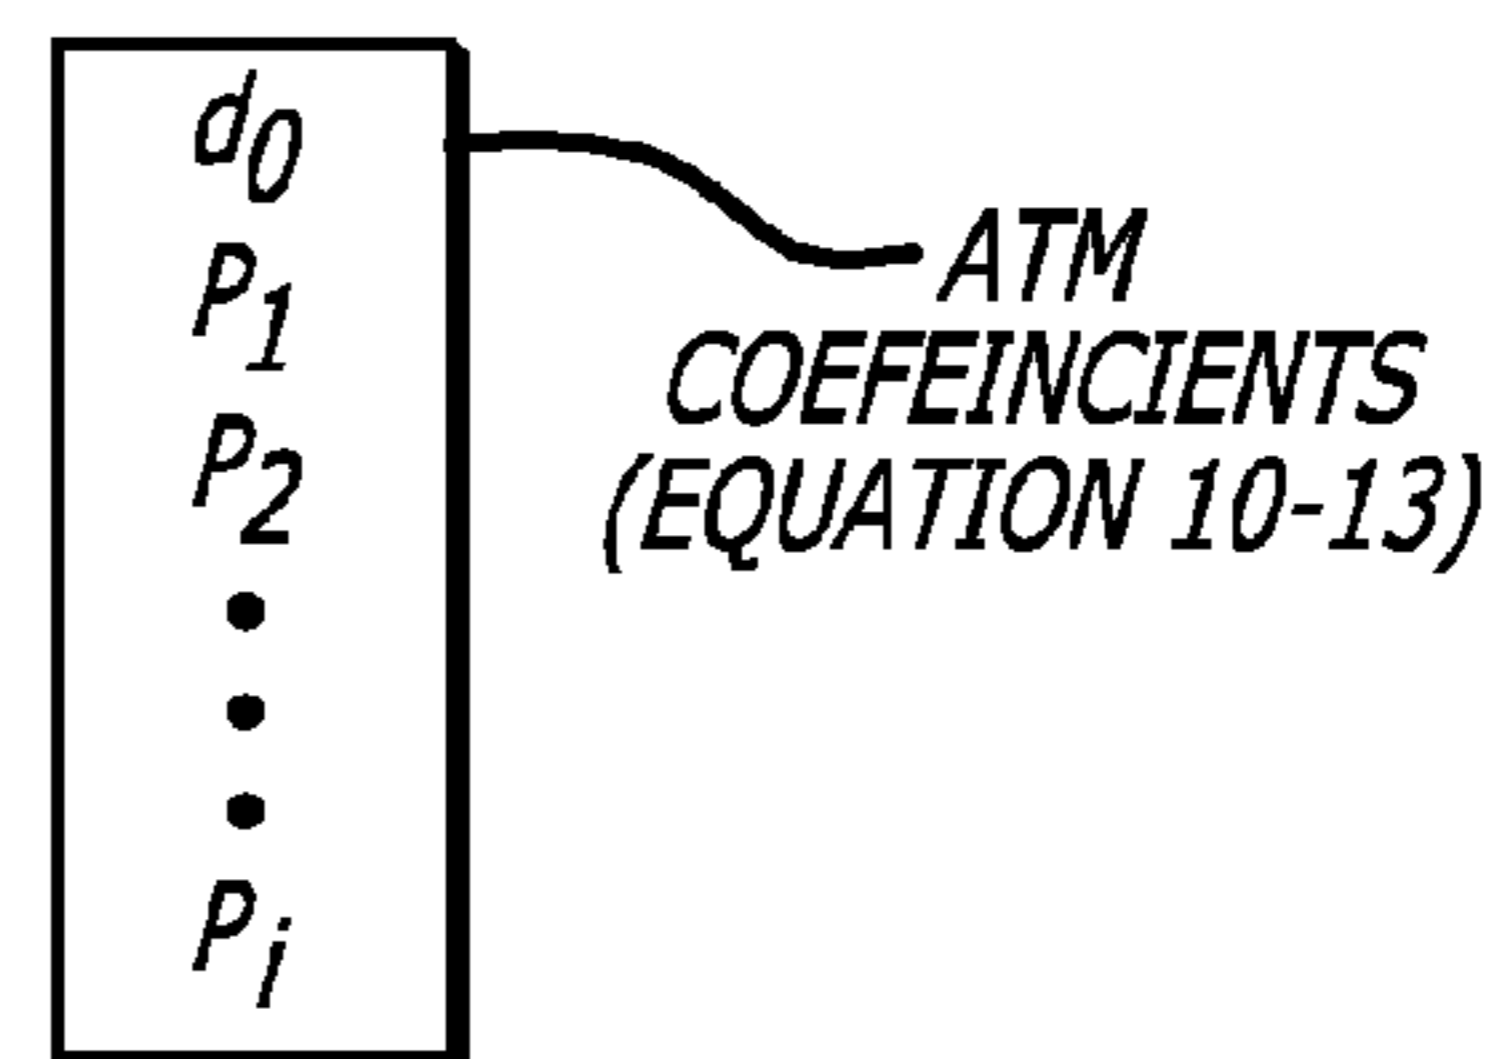 d0
P1
P2
•
•
•
Pi
ATM
COEFEINCIENTS
(EQUATION 10-13)